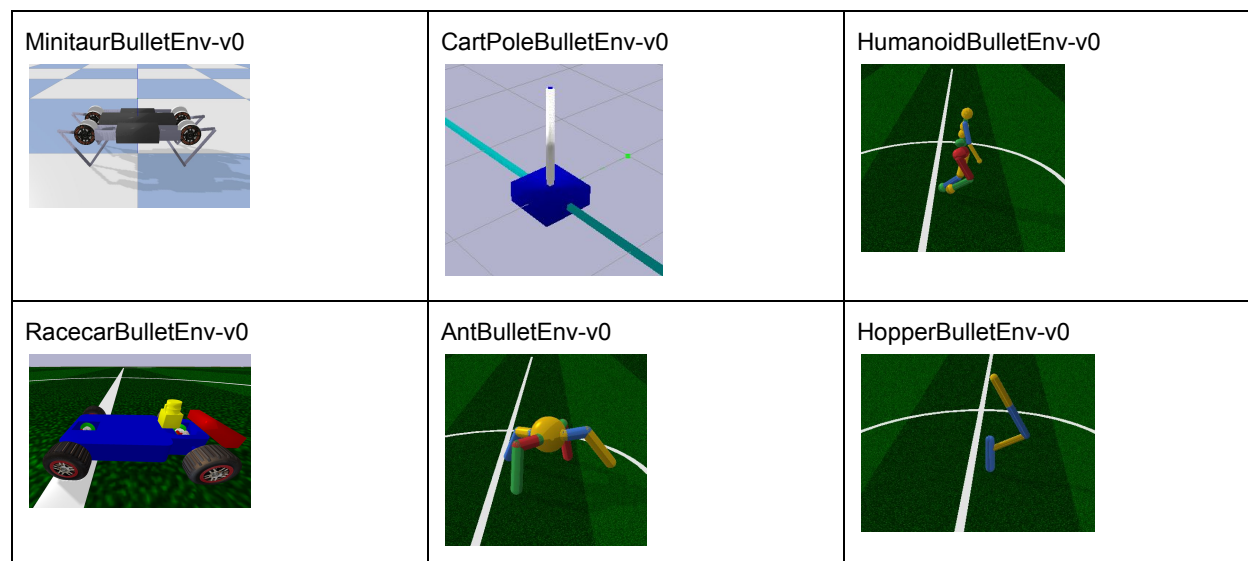 MinitaurBulletEnv-v0
CartPoleBulletEnv-v0
HumanoidBulletEnv-v0
RacecarBulletEnv-v0
AntBulletEnv-v0
HopperBulletEnv-v0